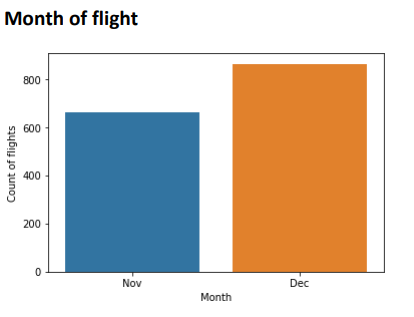 Month of flight
800
600
400
200
0
Count of flights
Nov Dec
Month